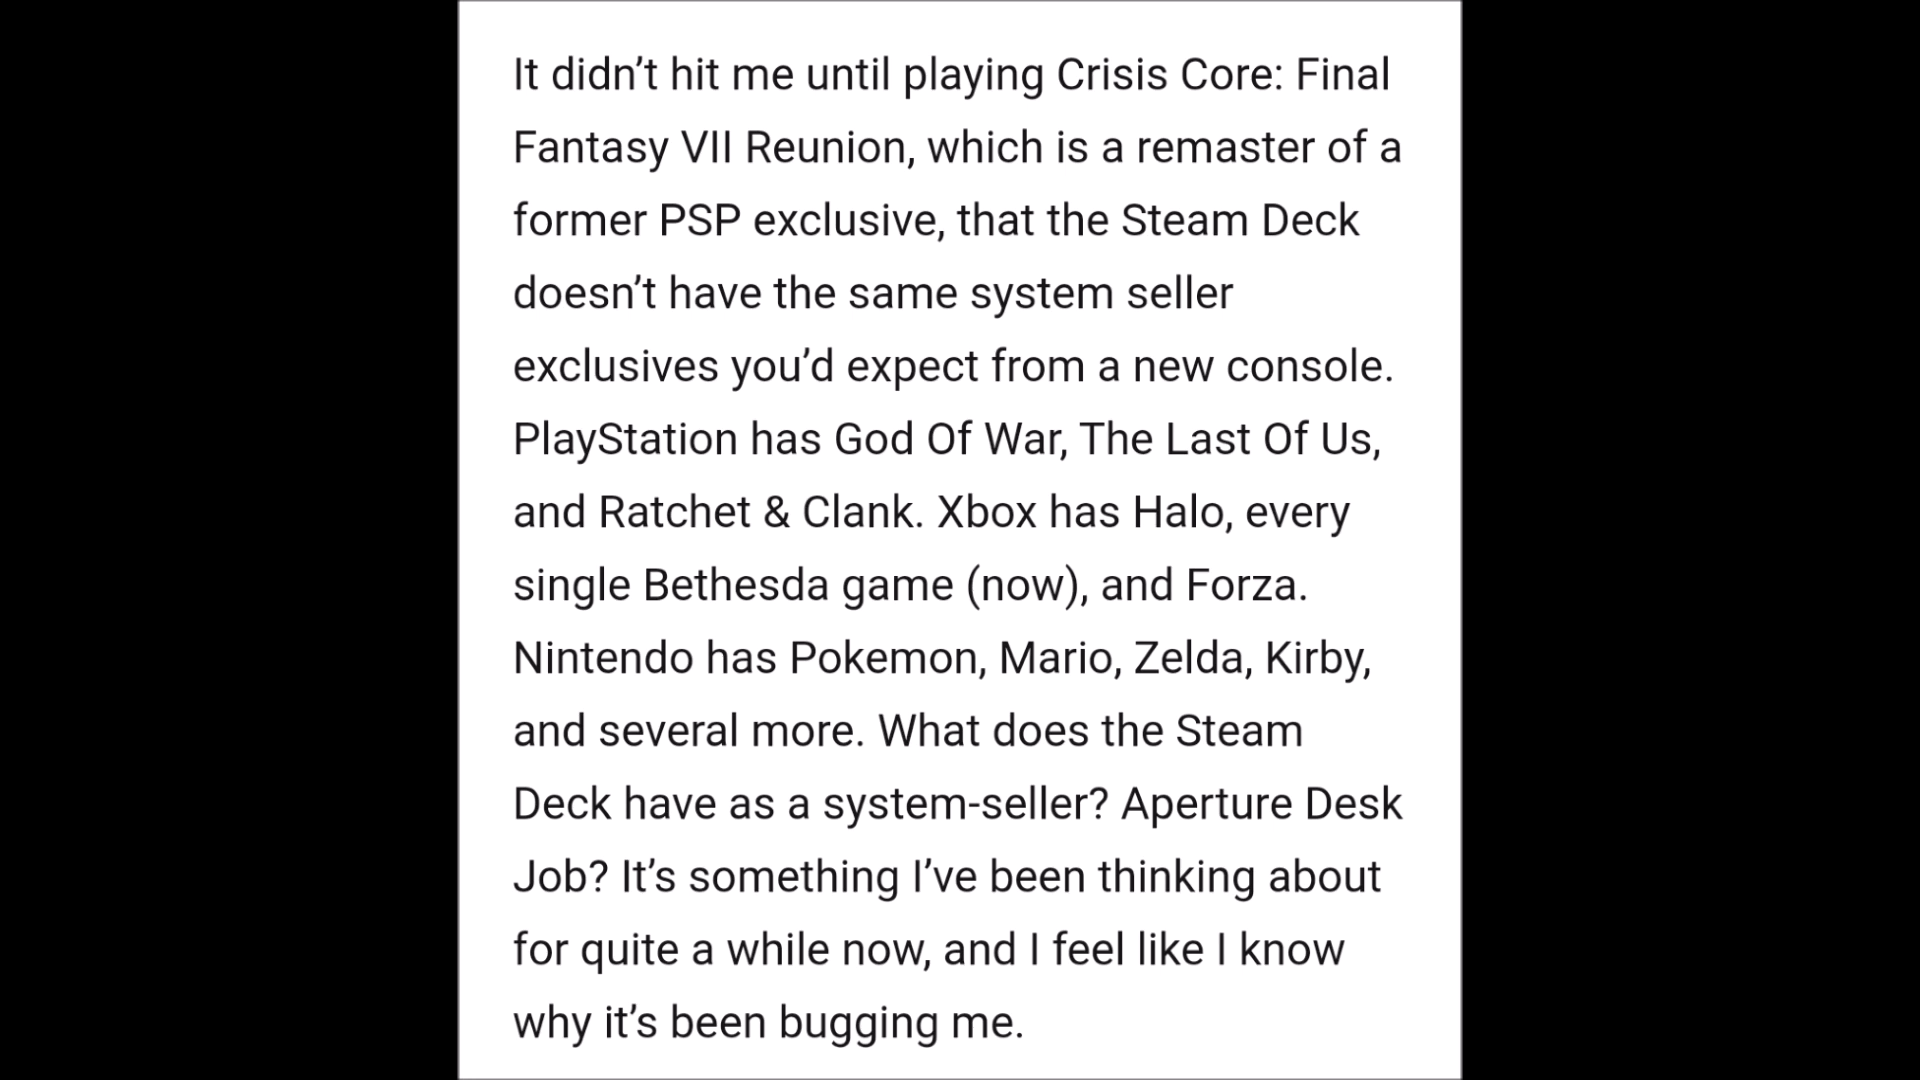 It didn’t hit me until playing Crisis Core: Final
Fantasy VII Reunion, which is a remaster of a
former PSP exclusive, that the Steam Deck
doesn’t have the same system seller
exclusives you’d expect from a new console.
PlayStation has God Of War, The Last Of Us,
and Ratchet & Clank. Xbox has Halo, every
single Bethesda game (now), and Forza.
Nintendo has Pokemon, Mario, Zelda, Kirby,
and several more. What does the Steam
Deck have as a system-seller? Aperture Desk
Job? It’s something I’ve been thinking about
for quite a while now, and I feel like I know
why it’s been bugging me.